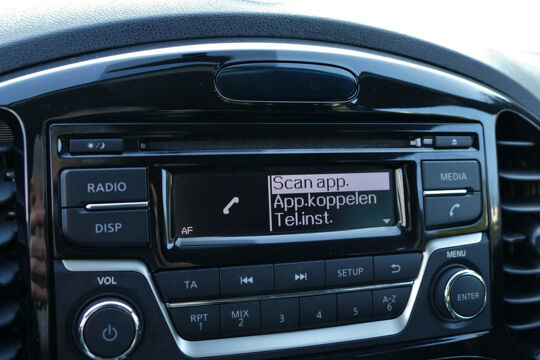 RADIO
DISP
Scan app.
App.koppelen
Tel.inst.
AF
MEDIA
VOL
TA
SETUP
MENU
ENTER
RPT
1
MIX
2
3
4
5
A-Z
6